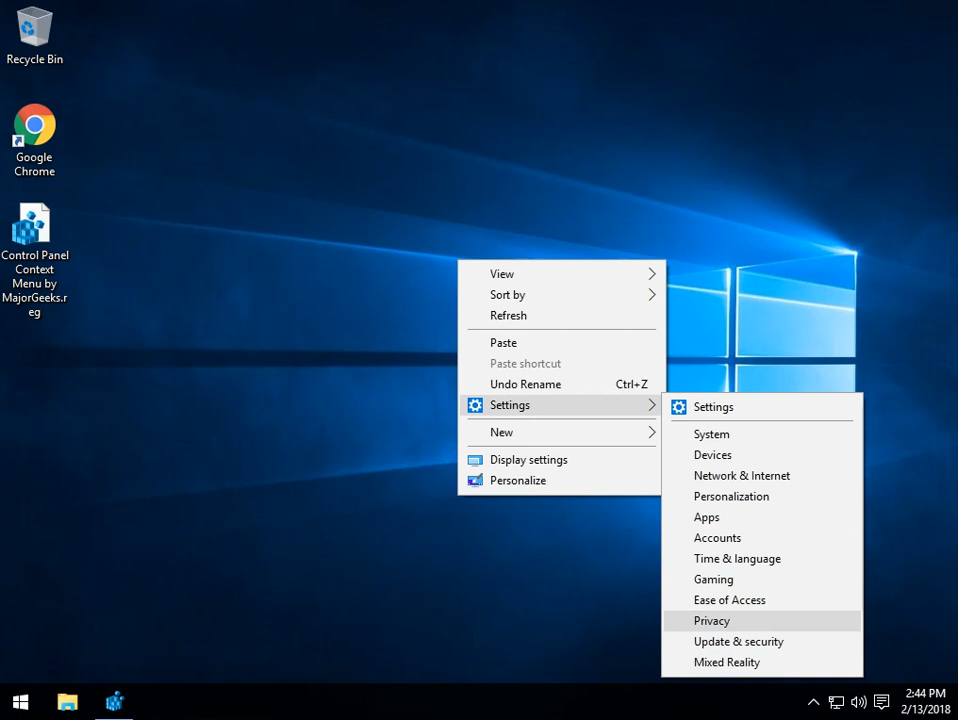 Recycle Bin
Google
Chrome
Control Panel
Context
Menu by
MajorGeeks.r
eg
View
Sort by
Refresh
Paste
Paste shortcut
Undo Rename Ctrl+Z
Settings
New
Display settings
Personalize
Settings
System
Devices
Network & Internet
Personalization
Apps
Accounts
Time & language
Gaming
Ease of Access
Privacy
Update & security
Mixed Reality
2:44 PM
2/13/2018